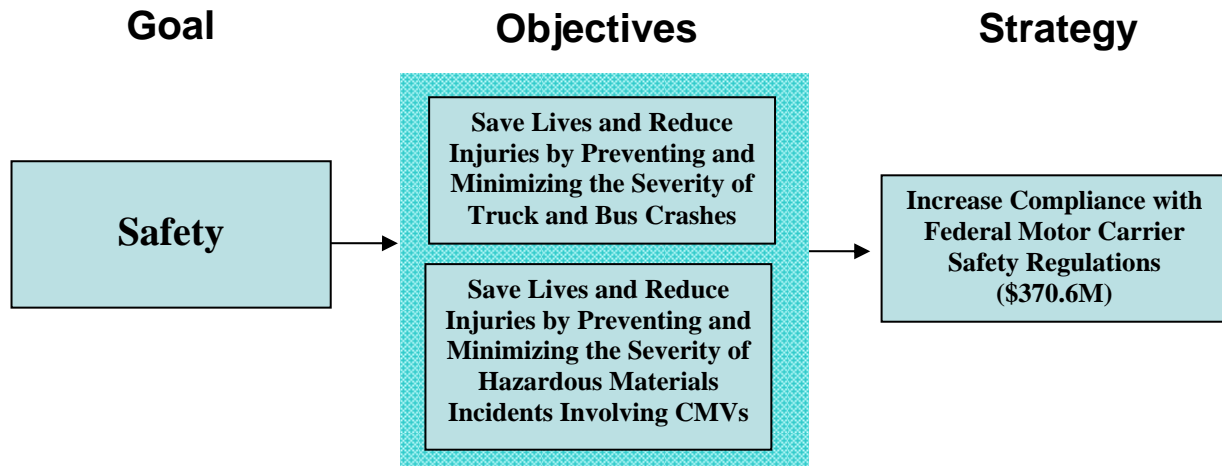 Goal
Objectives
Strategy
Safety
Save Lives and Reduce
Injuries by Preventing and
Minimizing the Severity of
Truck and Bus Crashes
Save Lives and Reduce
Injuries by Preventing and
Minimizing the Severity of
Hazardous Materials
Incidents Involving CMVs
Increase Compliance with
Federal Motor Carrier
Safety Regulations
($370.6M)